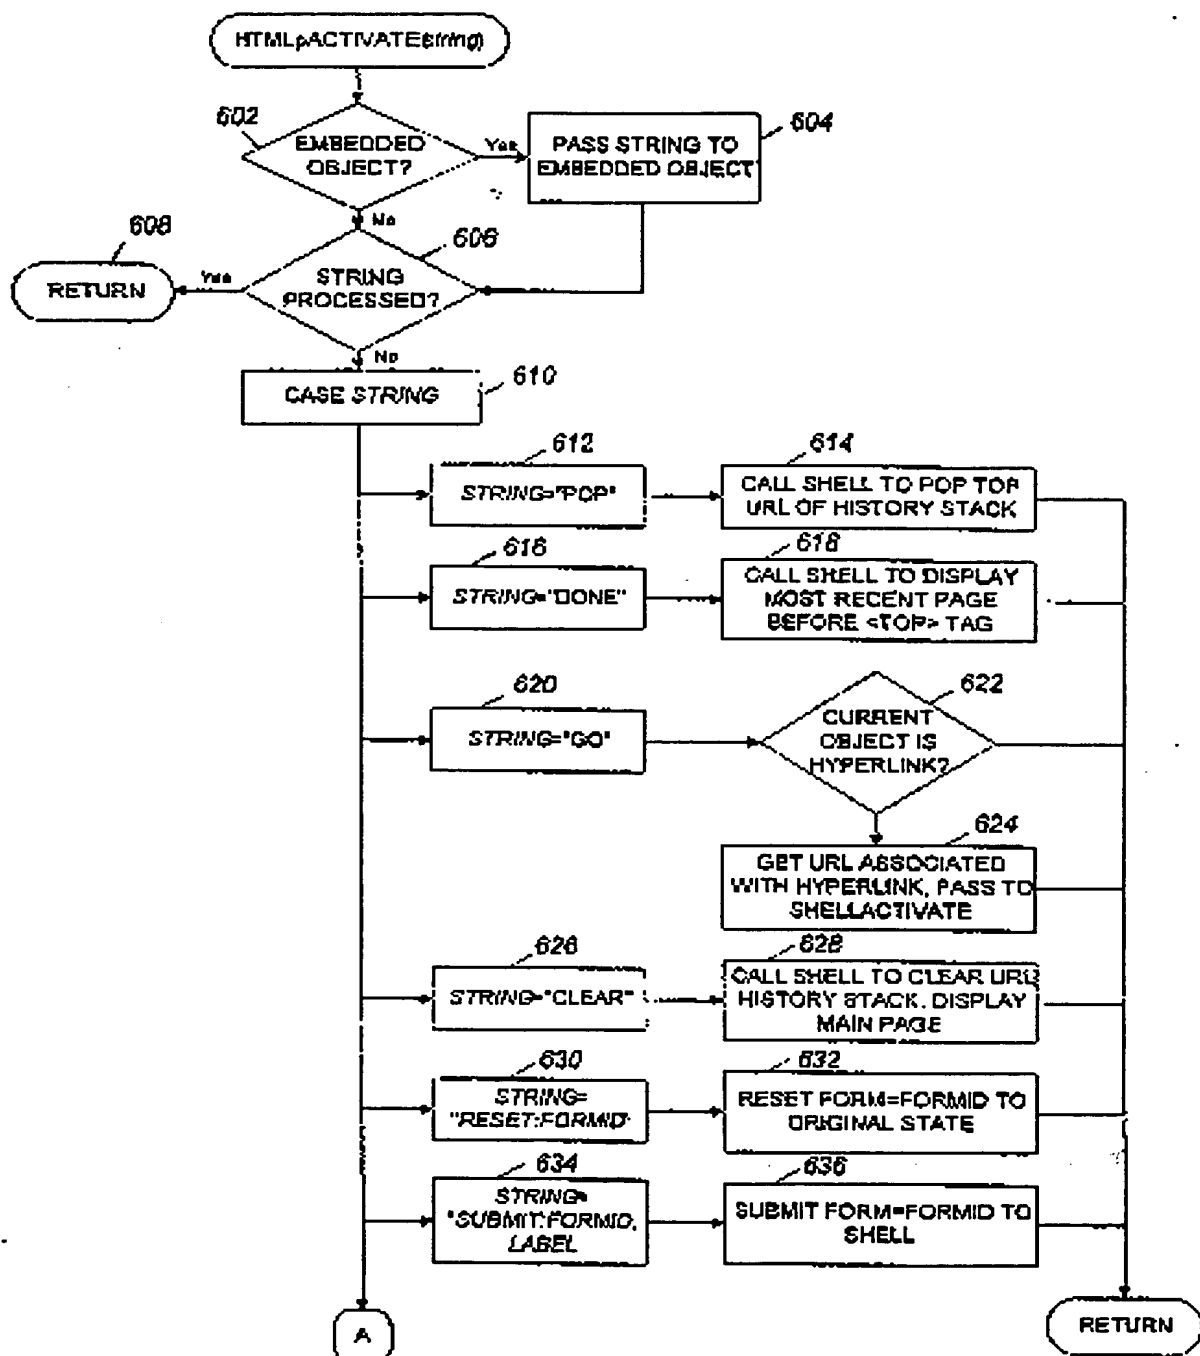 HTMLpACTIVATE(string)
602
EMBEDDED
OBJECT?
Yes
604
PASS STRING TO
EMBEDDED OBJECT
No
606
608
STRING
PROCESSED?
Yes
RETURN
No
610
CASE STRING
612
STRING="POP"
614
CALL SHELL TO POP TOP
URL OF HISTORY STACK
616
STRING="DONE"
618
CALL SHELL TO DISPLAY
MOST RECENT PAGE
BEFORE <TOP> TAG
620
STRING="GO"
622
CURRENT
OBJECT IS
HYPERLINK?
624
GET URL ASSOCIATED
WITH HYPERLINK, PASS TO
SHELLACTIVATE
626
STRING="CLEAR"
628
CALL SHELL TO CLEAR URL
HISTORY STACK. DISPLAY
MAIN PAGE
630
STRING=
"RESET:FORMID
632
RESET FORM=FORMID TO
ORIGINAL STATE
634
STRING=
"SUBMIT:FORMID,
LABEL
636
SUBMIT FORM=FORMID TO
SHELL
A
RETURN